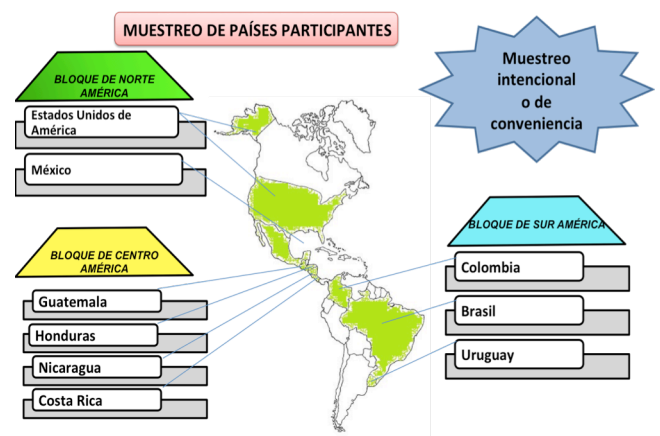 MUESTREO DE PAÍSES PARTICIPANTES
Muestreo
intencional
o de
conveniencia
BLOQUE DE NORTE
AMÉRICA
Estados Unidos de
América
México
BLOQUE DE CENTRO
AMÉRICA
Guatemala
Honduras
Nicaragua
Costa Rica
BLOQUE DE SUR AMÉRICA
Colombia
Brasil
Uruguay